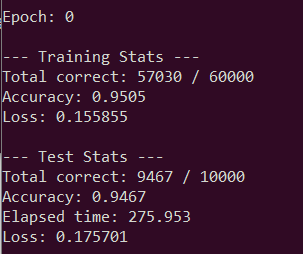 Epoch: 0
--- Training Stats ---
Total correct: 57030 / 60000
Accuracy: 0.9505
Loss: 0.155855
--- Test Stats ---
Total correct: 9467 / 10000
Accuracy: 0.9467
Elapsed time: 275.953
Loss: 0.175701